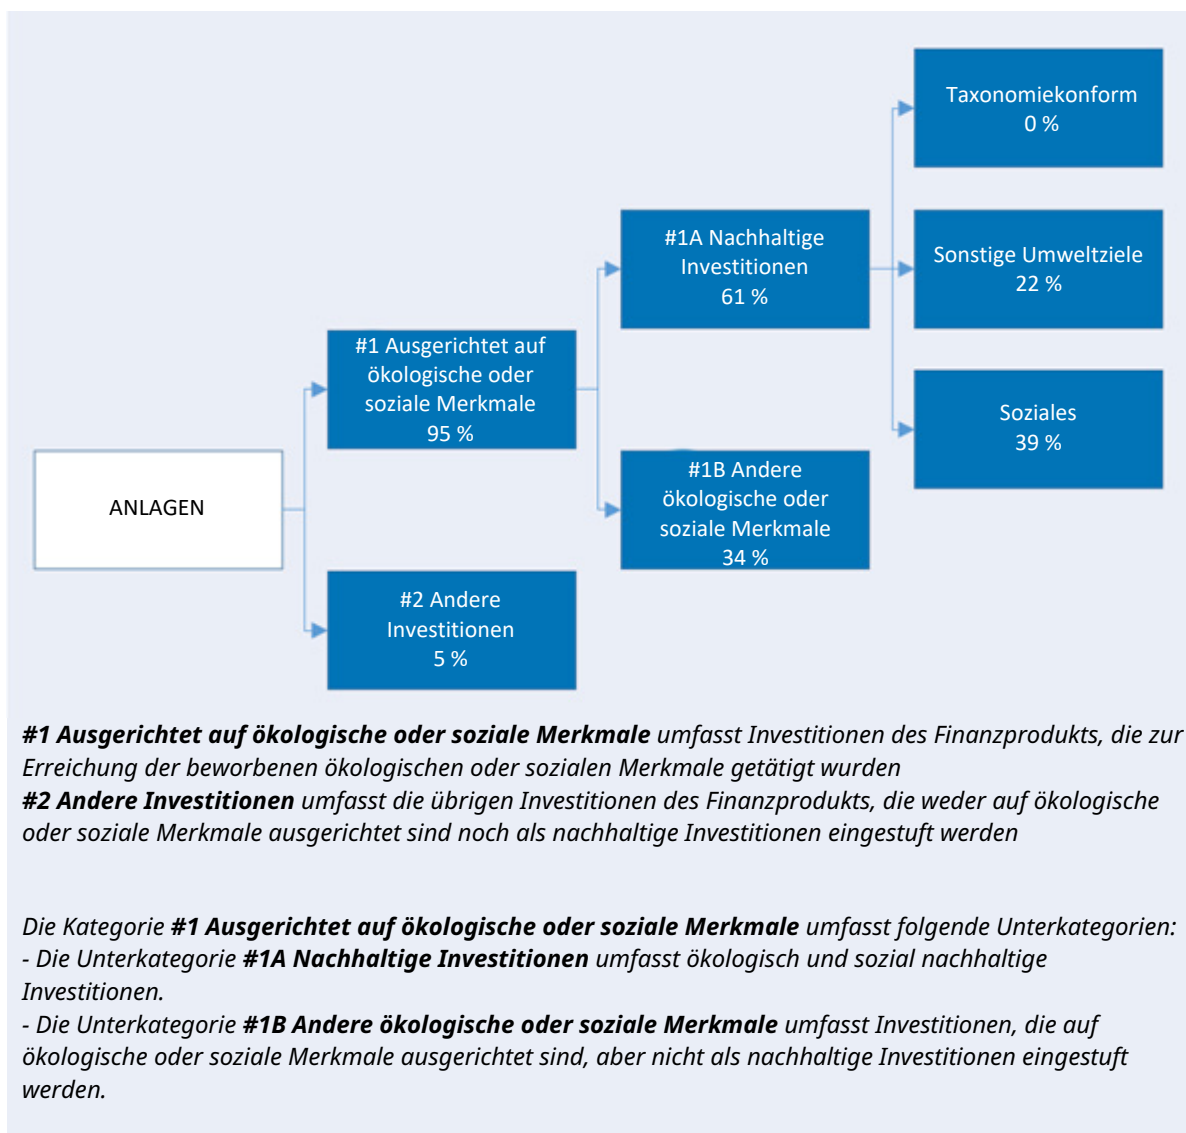 Taxonomiekonform
0 %
#1A Nachhaltige
Investitionen
61 %
Sonstige Umweltziele
22 %
#1 Ausgerichtet auf
ökologische oder
soziale Merkmale
95 %
Soziales
39 %
ANLAGEN
#1B Andere
ökologische oder
soziale Merkmale
34 %
#2 Andere
Investitionen
5 %
#1 Ausgerichtet auf ökologische oder soziale Merkmale umfasst Investitionen des Finanzprodukts, die zur
Erreichung der beworbenen ökologischen oder sozialen Merkmale getätigt wurden
#2 Andere Investitionen umfasst die übrigen Investitionen des Finanzprodukts, die weder auf ökologische
oder soziale Merkmale ausgerichtet sind noch als nachhaltige Investitionen eingestuft werden
Die Kategorie #1 Ausgerichtet auf ökologische oder soziale Merkmale umfasst folgende Unterkategorien:
- Die Unterkategorie #1A Nachhaltige Investitionen umfasst ökologisch und sozial nachhaltige
Investitionen.
- Die Unterkategorie #1B Andere ökologische oder soziale Merkmale umfasst Investitionen, die auf
ökologische oder soziale Merkmale ausgerichtet sind, aber nicht als nachhaltige Investitionen eingestuft
werden.